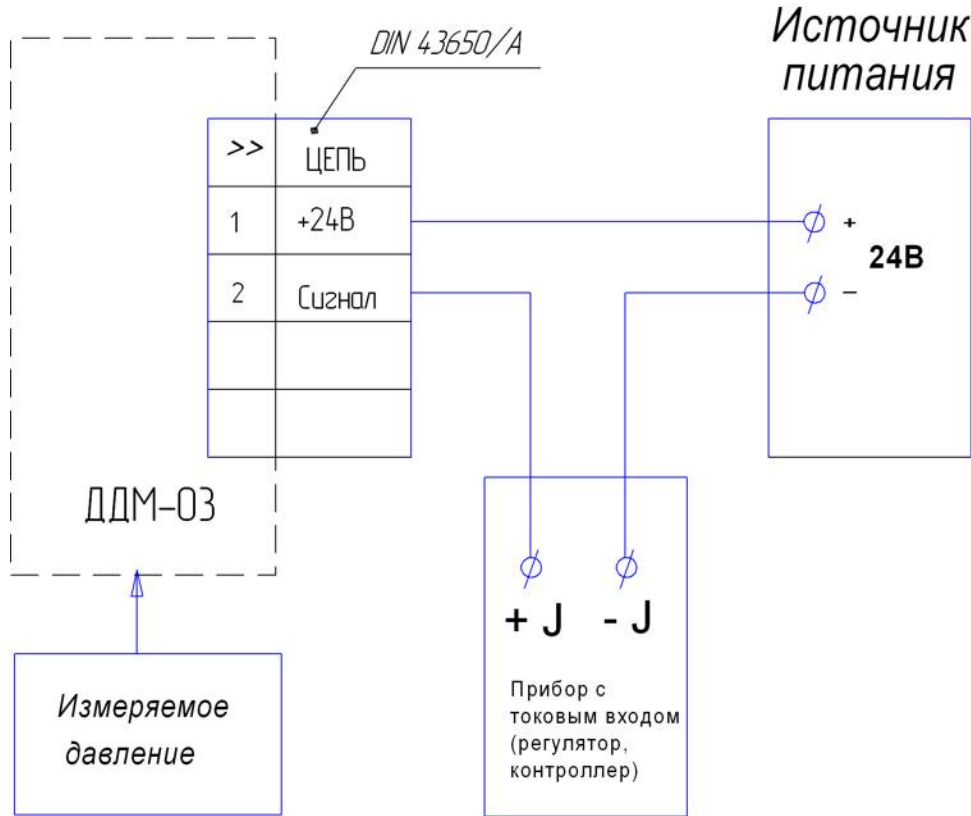 DIN 43650/A
Источник
питания
>> ЦЕПЬ
1 +24В
2 Сигнал
+
24В
–
ДДМ-03
+ J - J
Прибор с
токовым входом
(регулятор,
контроллер)
Измеряемое
давление